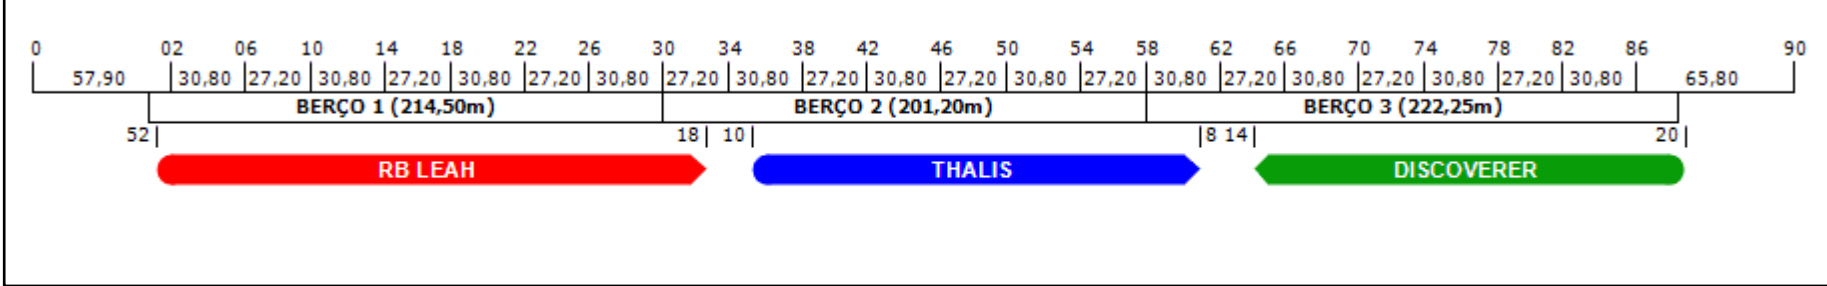 0 02 06 10 14 18 22 26 30 34 38 42 46 50 54 58 62 66 70 74 78 82 86 90
57,90 30,80 27,20 30,80 27,20 30,80 27,20 30,80 27,20 30,80 27,20 30,80 27,20 30,80 27,20 30,80 27,20 30,80 27,20 30,80 27,20 30,80 65,80
BERÇO 1 (214,50m) BERÇO 2 (201,20m) BERÇO 3 (222,25m)
52 18 10 8 14 20
RB LEAH THALIS DISCOVERER